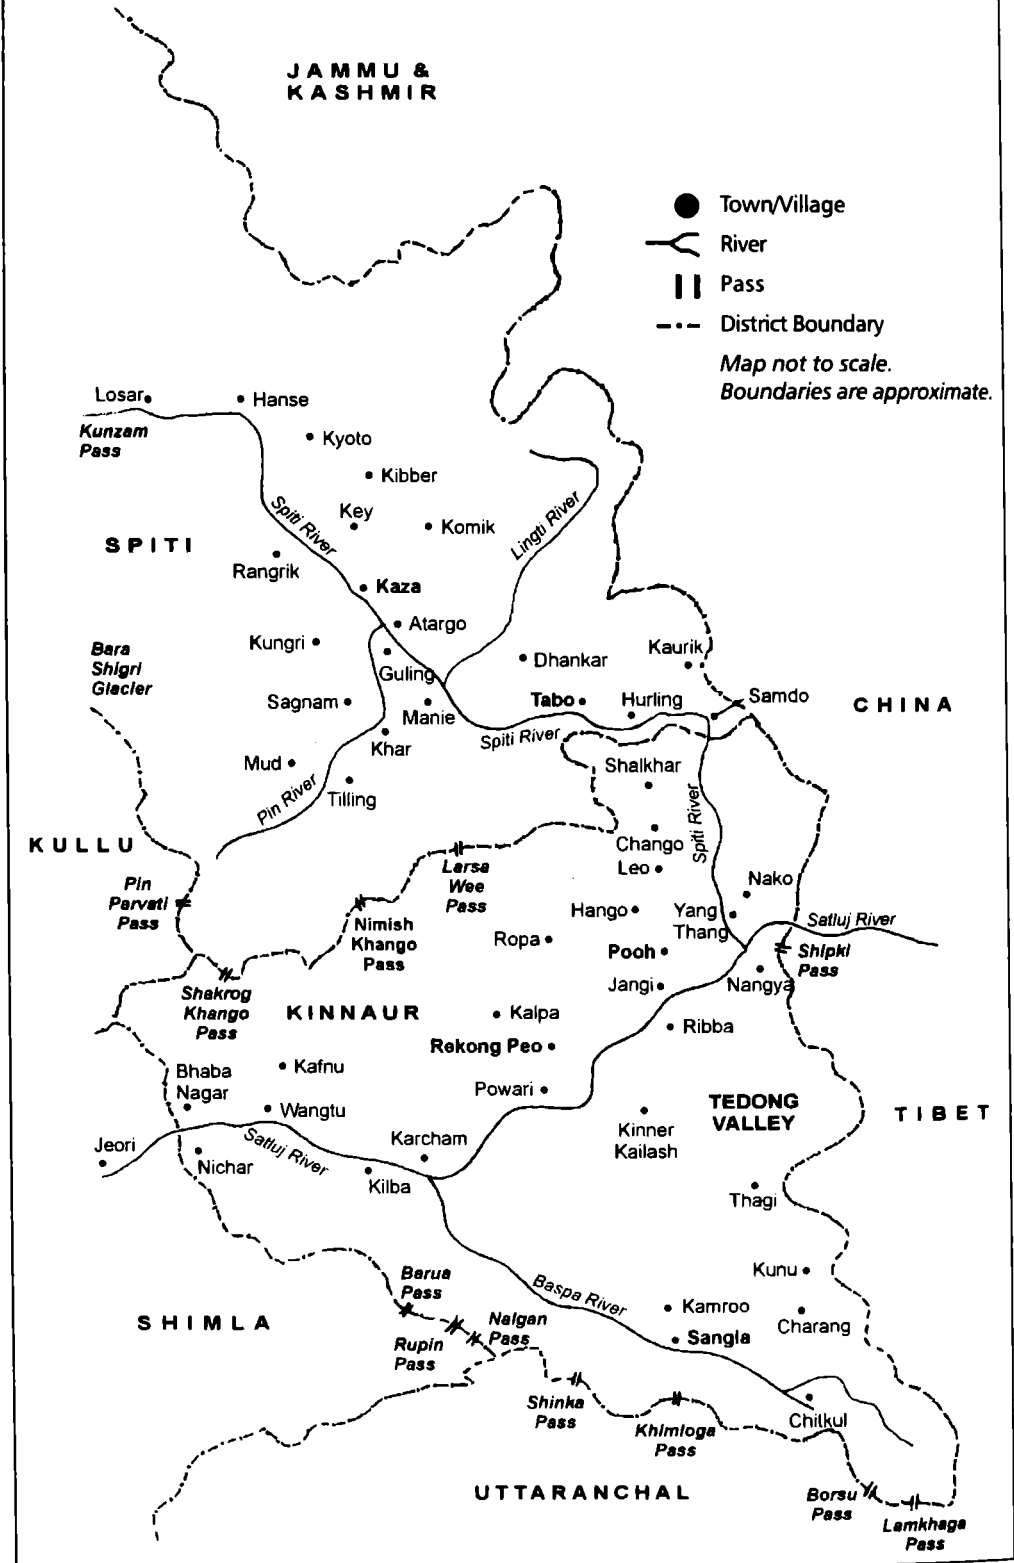 JAMMU &
KASHMIR
Town/Village
River
Pass
District Boundary
Map not to scale.
Boundaries are approximate.
Losar
Hanse
Kunzam
Pass
Kyoto
Kibber
Key
Spiti River
Komik
Lingti River
SPITI
Rangrik
Kaza
Atargo
Kungri
Guling
Dhankar
Kaurik
Bara
Shigri
Glacier
Sagnam
Manie
Tabo
Hurling
Samdo
CHINA
Spiti River
Khar
Mud
Pin River
Tilling
Shalkhar
Spiti River
Chango
KULLU
Larsa
Wee
Pass
Leo
Pin
Parvati
Pass
Nako
Nimish
Khango
Pass
Hango
Yang
Thang
Satluj River
Ropa
Pooh
Shipki
Pass
Jangi
Nangya
Shakrog
Khango
Pass
KINNAUR
Kalpa
Ribba
Rekong Peo
Bhaba
Nagar
Kafnu
Powari
TEDONG
VALLEY
TIBET
Wangtu
Kinner
Kailash
Jeori
Satluj River
Karcham
Nichar
Kilba
Thagi
Barua
Pass
Baspa River
Kunu
SHIMLA
Kamroo
Charang
Nalgan
Pass
Rupin
Pass
Sangla
Shinka
Pass
Khimloga
Pass
Chitkul
UTTARANCHAL
Borsu
Pass
Lamkhaga
Pass